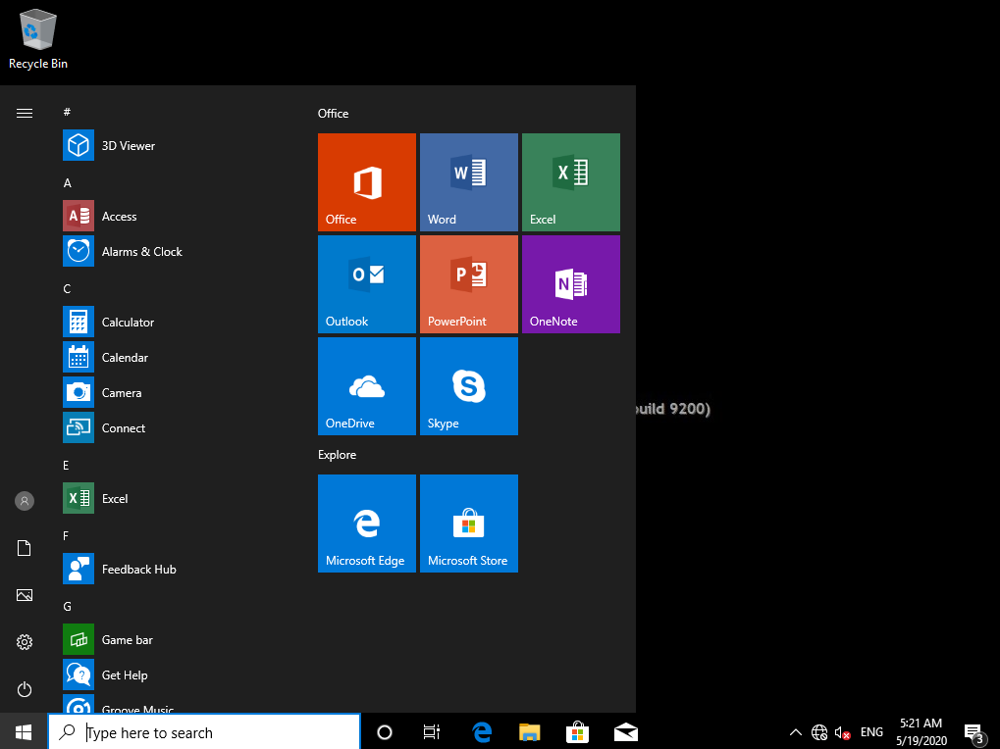 Recycle Bin
#
3D Viewer
A
Access
Alarms & Clock
C
Calculator
Calendar
Camera
Connect
E
Excel
F
Feedback Hub
G
Game bar
Get Help
Groove Music
Office
Office
Word
Excel
Outlook
PowerPoint
OneNote
OneDrive
Skype
Explore
Microsoft Edge
Microsoft Store
build 9200)
Type here to search
ENG
5:21 AM
5/19/2020
3